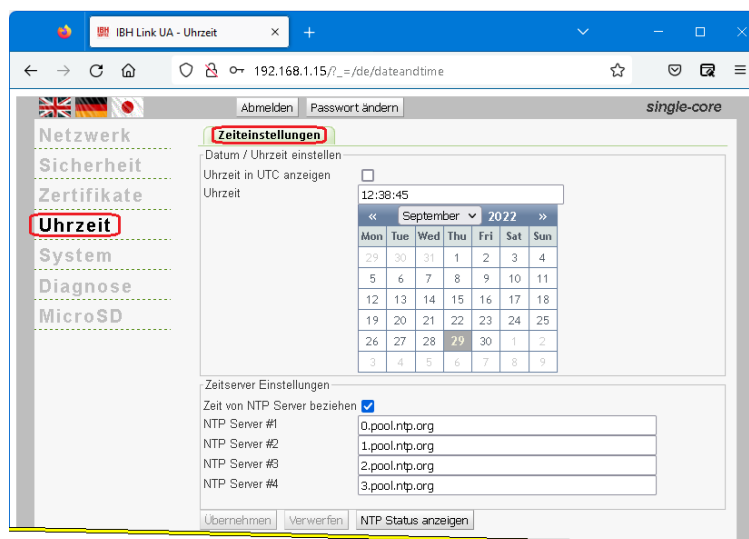 IBH IBH Link UA - Uhrzeit
192.168.1.15/?_=/de/dateandtime
Abmelden Passwort ändern single-core
Netzwerk
Sicherheit
Zertifikate
Uhrzeit
System
Diagnose
MicroSD
Zeiteinstellungen
Datum / Uhrzeit einstellen
Uhrzeit in UTC anzeigen
Uhrzeit 12:38:45
« September 2022 »
Mon Tue Wed Thu Fri Sat Sun
29 30 31 1 2 3 4
5 6 7 8 9 10 11
12 13 14 15 16 17 18
19 20 21 22 23 24 25
26 27 28 29 30 1 2
3 4 5 6 7 8 9
Zeitserver Einstellungen
Zeit von NTP Server beziehen
NTP Server #1 0.pool.ntp.org
NTP Server #2 1.pool.ntp.org
NTP Server #3 2.pool.ntp.org
NTP Server #4 3.pool.ntp.org
Übernehmen Verwerfen NTP Status anzeigen